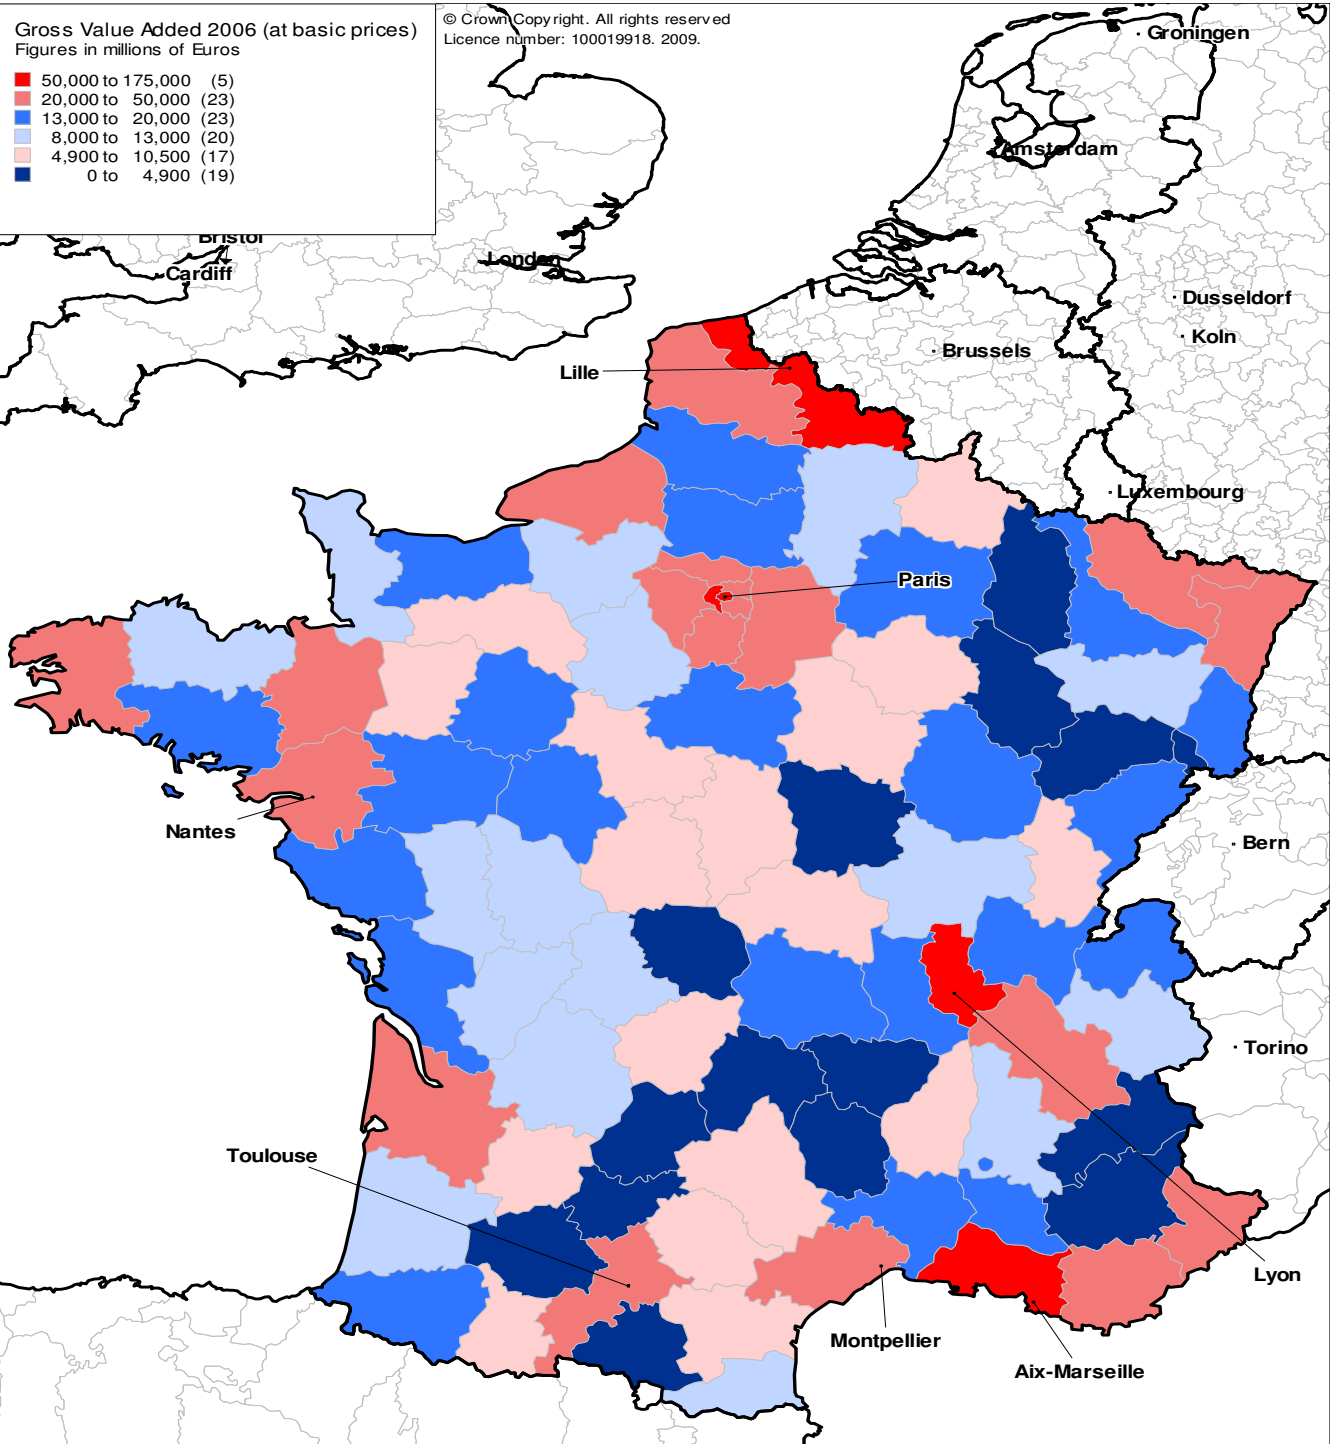 Gross Value Added 2006 (at basic prices)
Figures in millions of Euros
50,000 to 175,000 (5)
20,000 to 50,000 (23)
13,000 to 20,000 (23)
8,000 to 13,000 (20)
4,900 to 10,500 (17)
0 to 4,900 (19)
© Crown Copyright. All rights reserved
Licence number: 100019918. 2009.
Groningen
Amsterdam
Bristol
London
Cardiff
Dusseldorf
Koln
Brussels
Lille
Luxembourg
Paris
Nantes
Bern
Torino
Toulouse
Lyon
Montpellier
Aix-Marseille